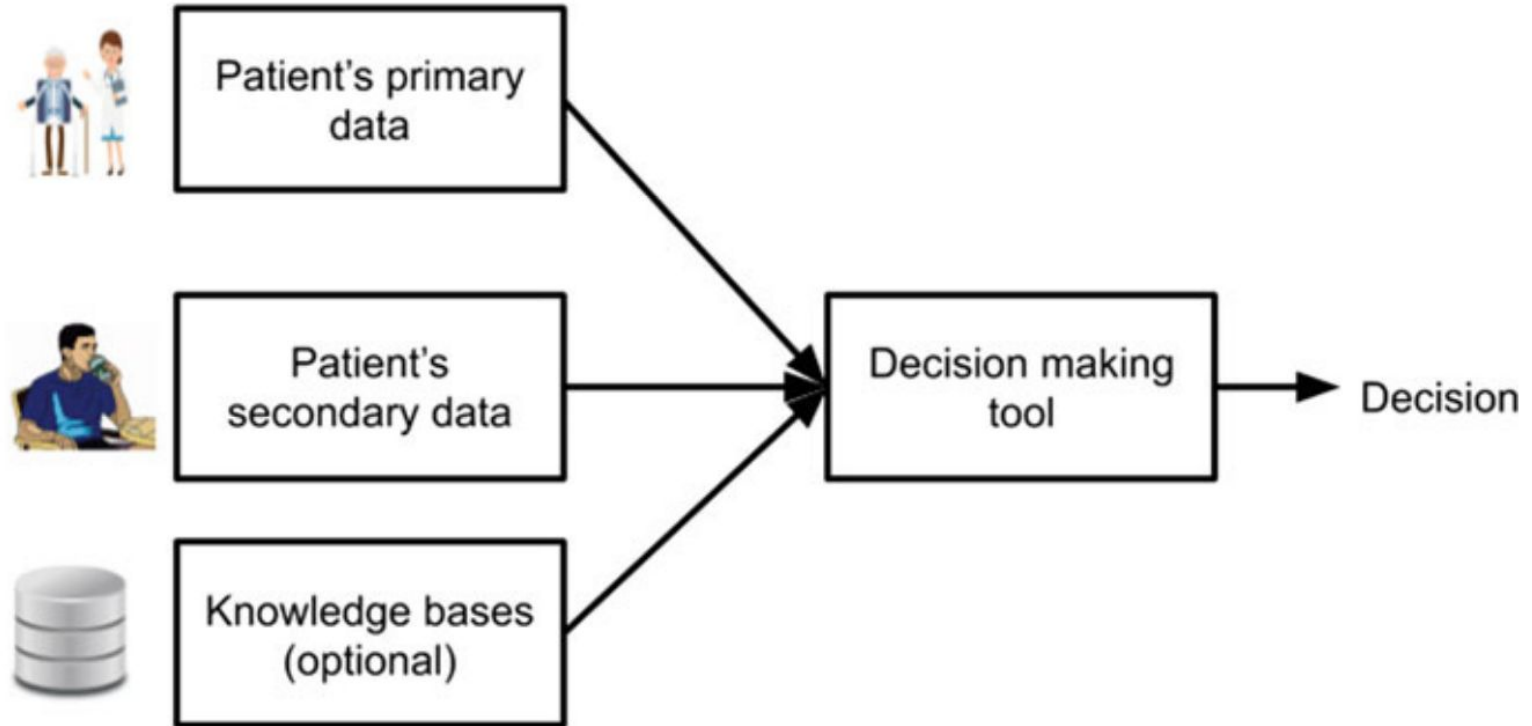 Patient’s primary
data
Patient’s
secondary data
Knowledge bases
(optional)
Decision making
tool
Decision